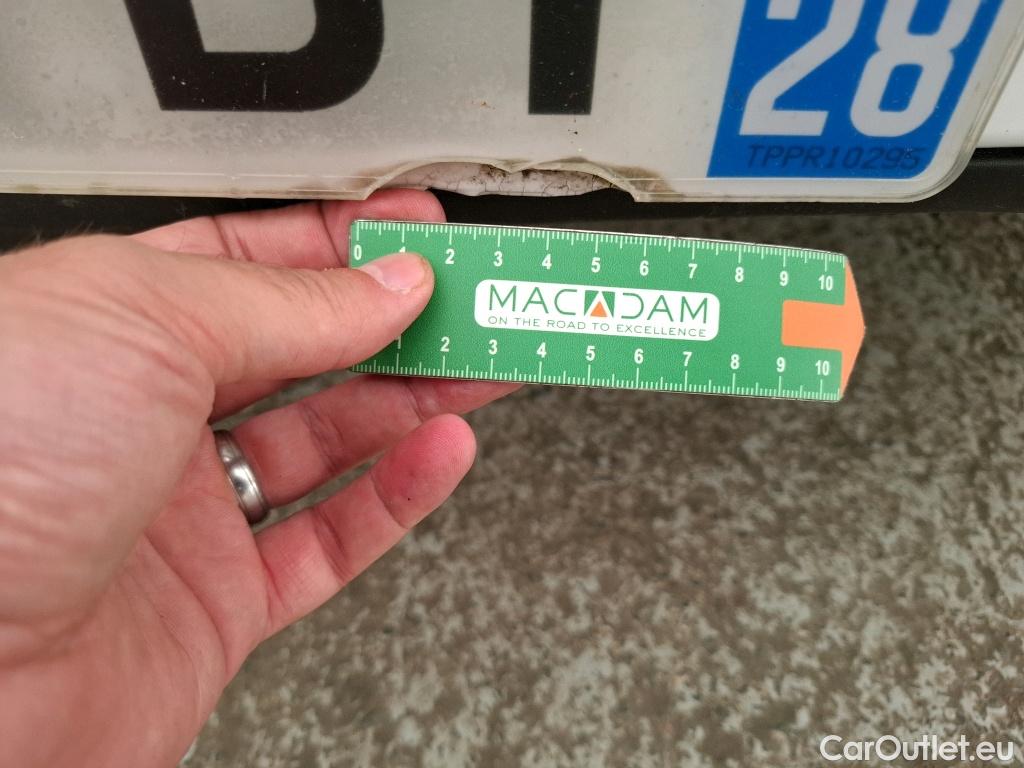 28
TPPR10295
0 1 2 3 4 5 6 7 8 9 10
MACADAM
ON THE ROAD TO EXCELLENCE
1 2 3 4 5 6 7 8 9 10
CarOutlet.eu